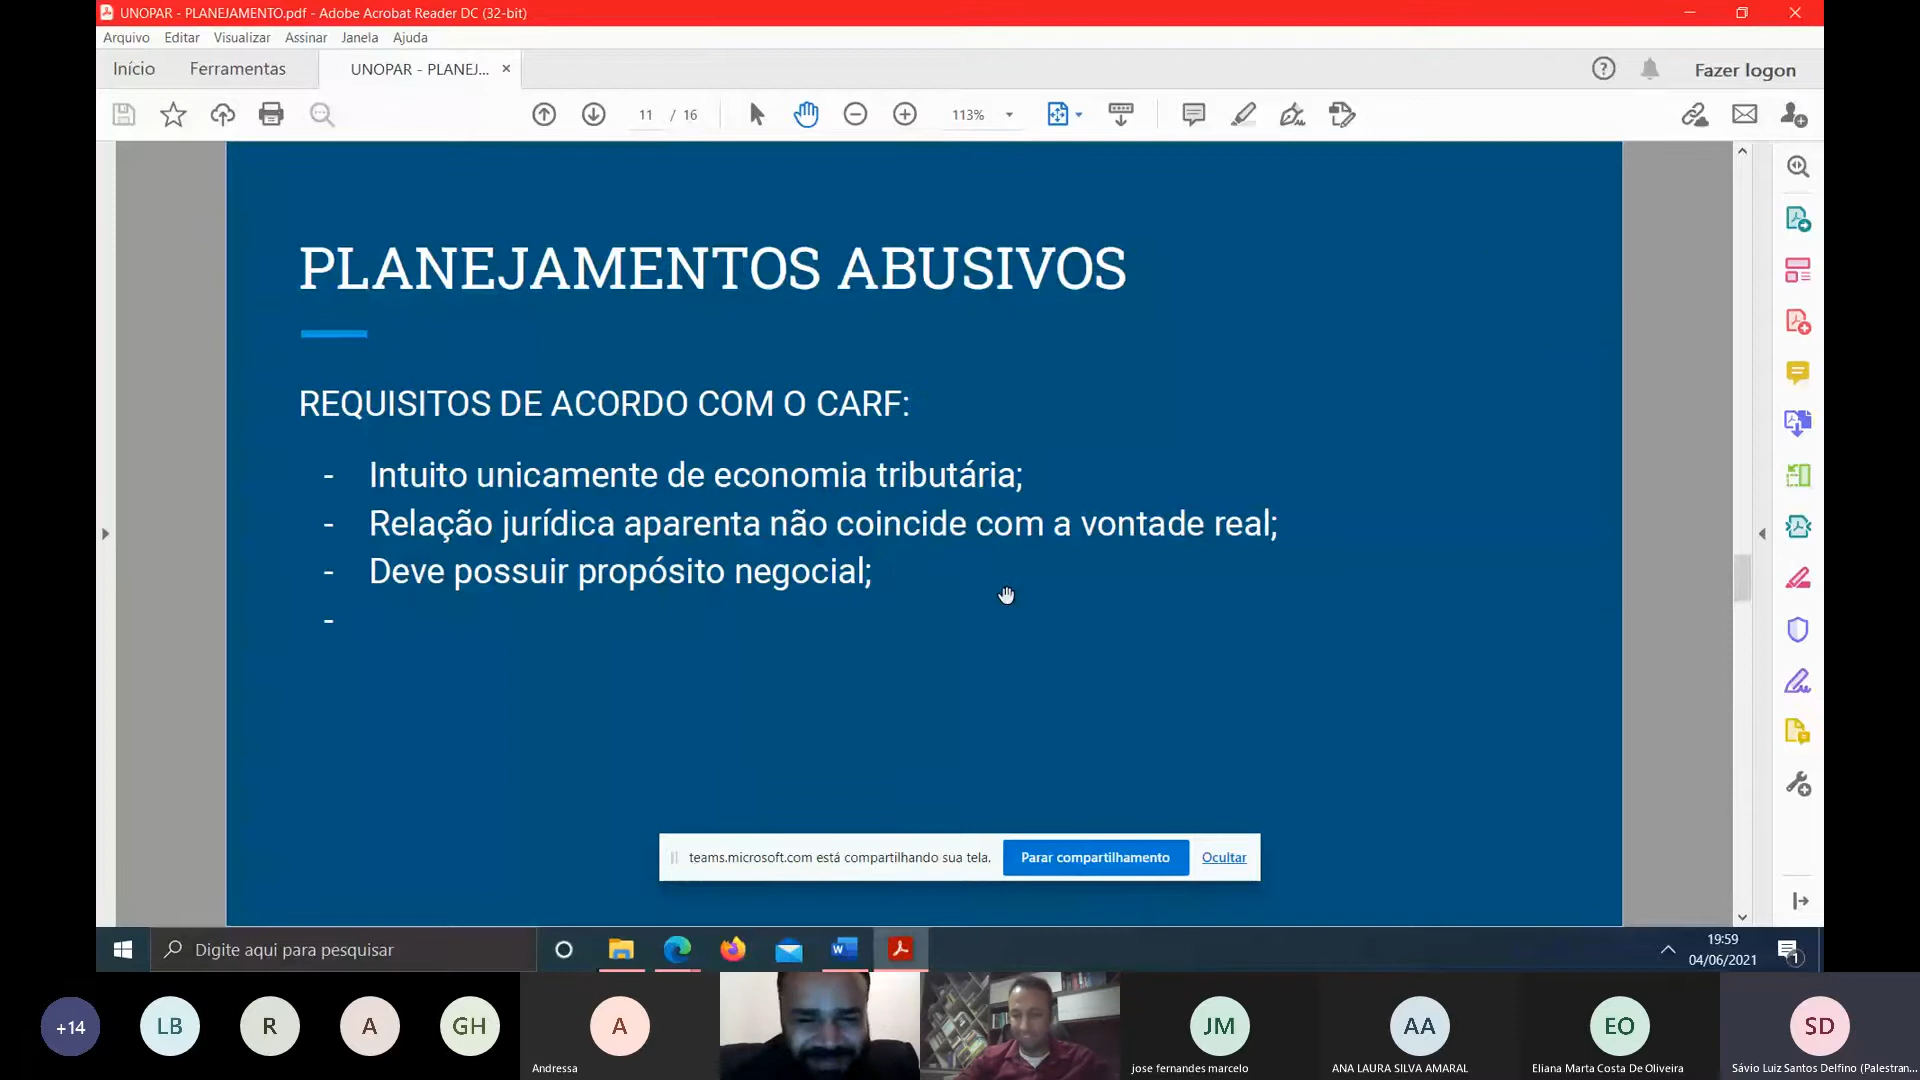 UNOPAR - PLANEJAMENTO.pdf - Adobe Acrobat Reader DC (32-bit)
Arquivo Editar Visualizar Assinar Janela Ajuda
Início Ferramentas UNOPAR - PLANEJ... × Fazer logon
11 / 16 113%
PLANEJAMENTOS ABUSIVOS
REQUISITOS DE ACORDO COM O CARF:
- Intuito unicamente de economia tributária;
- Relação jurídica aparenta não coincide com a vontade real;
- Deve possuir propósito negocial;
-
teams.microsoft.com está compartilhando sua tela. Parar compartilhamento Ocultar
Digite aqui para pesquisar
19:59
04/06/2021
1
+14 LB R A GH A JM AA EO SD
Andressa jose fernandes marcelo ANA LAURA SILVA AMARAL Eliana Marta Costa De Oliveira Sávio Luiz Santos Delfino (Palestran...